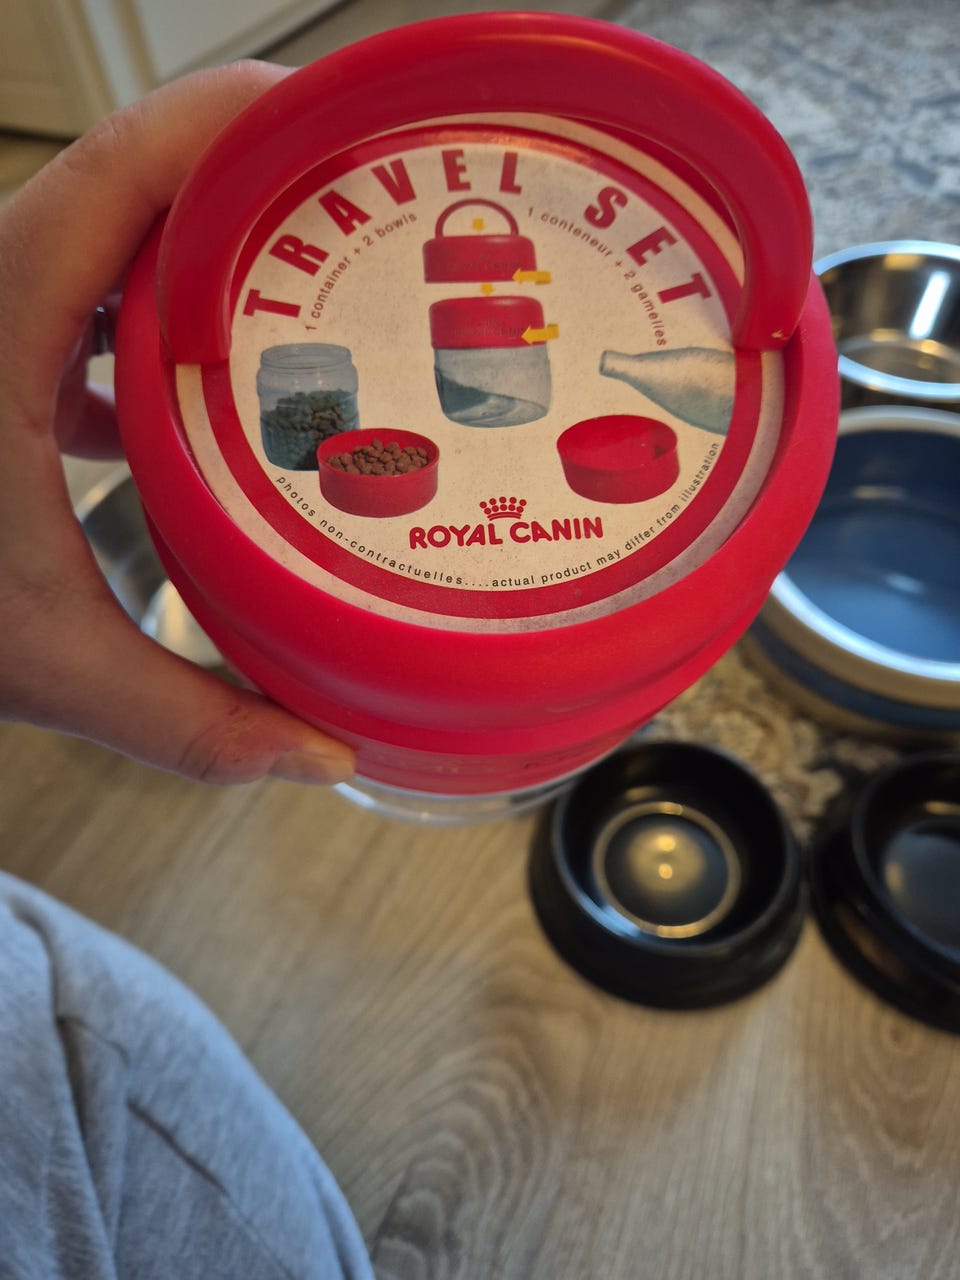 TRAVEL SET
1 container + 2 bowls
1 conteneur + 2 gamelles
ROYAL CANIN
photos non-contractuelles....actual product may differ from illustration